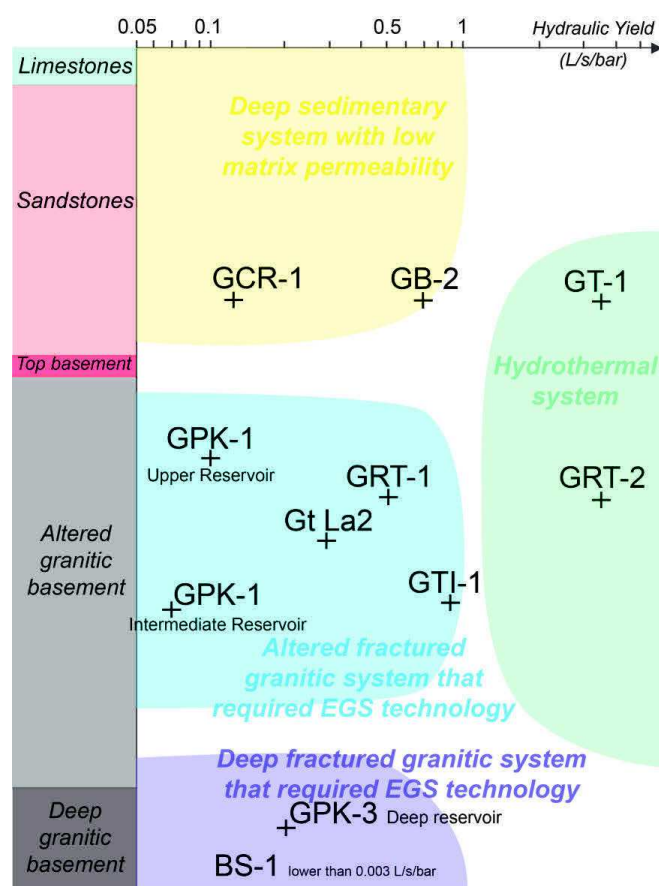 0.05 0.1 0.5 1 Hydraulic Yield
(L/s/bar)
Limestones
Deep sedimentary
system with low
matrix permeability
Sandstones
GCR-1 GB-2 GT-1
Top basement
Hydrothermal
system
GPK-1
Upper Reservoir
GRT-1 GRT-2
Gt La2
Altered
granitic
basement
GPK-1 GTI-1
Intermediate Reservoir
Altered fractured
granitic system that
required EGS technology
Deep fractured granitic system
that required EGS technology
Deep
granitic
basement
GPK-3 Deep reservoir
BS-1 lower than 0.003 L/s/bar